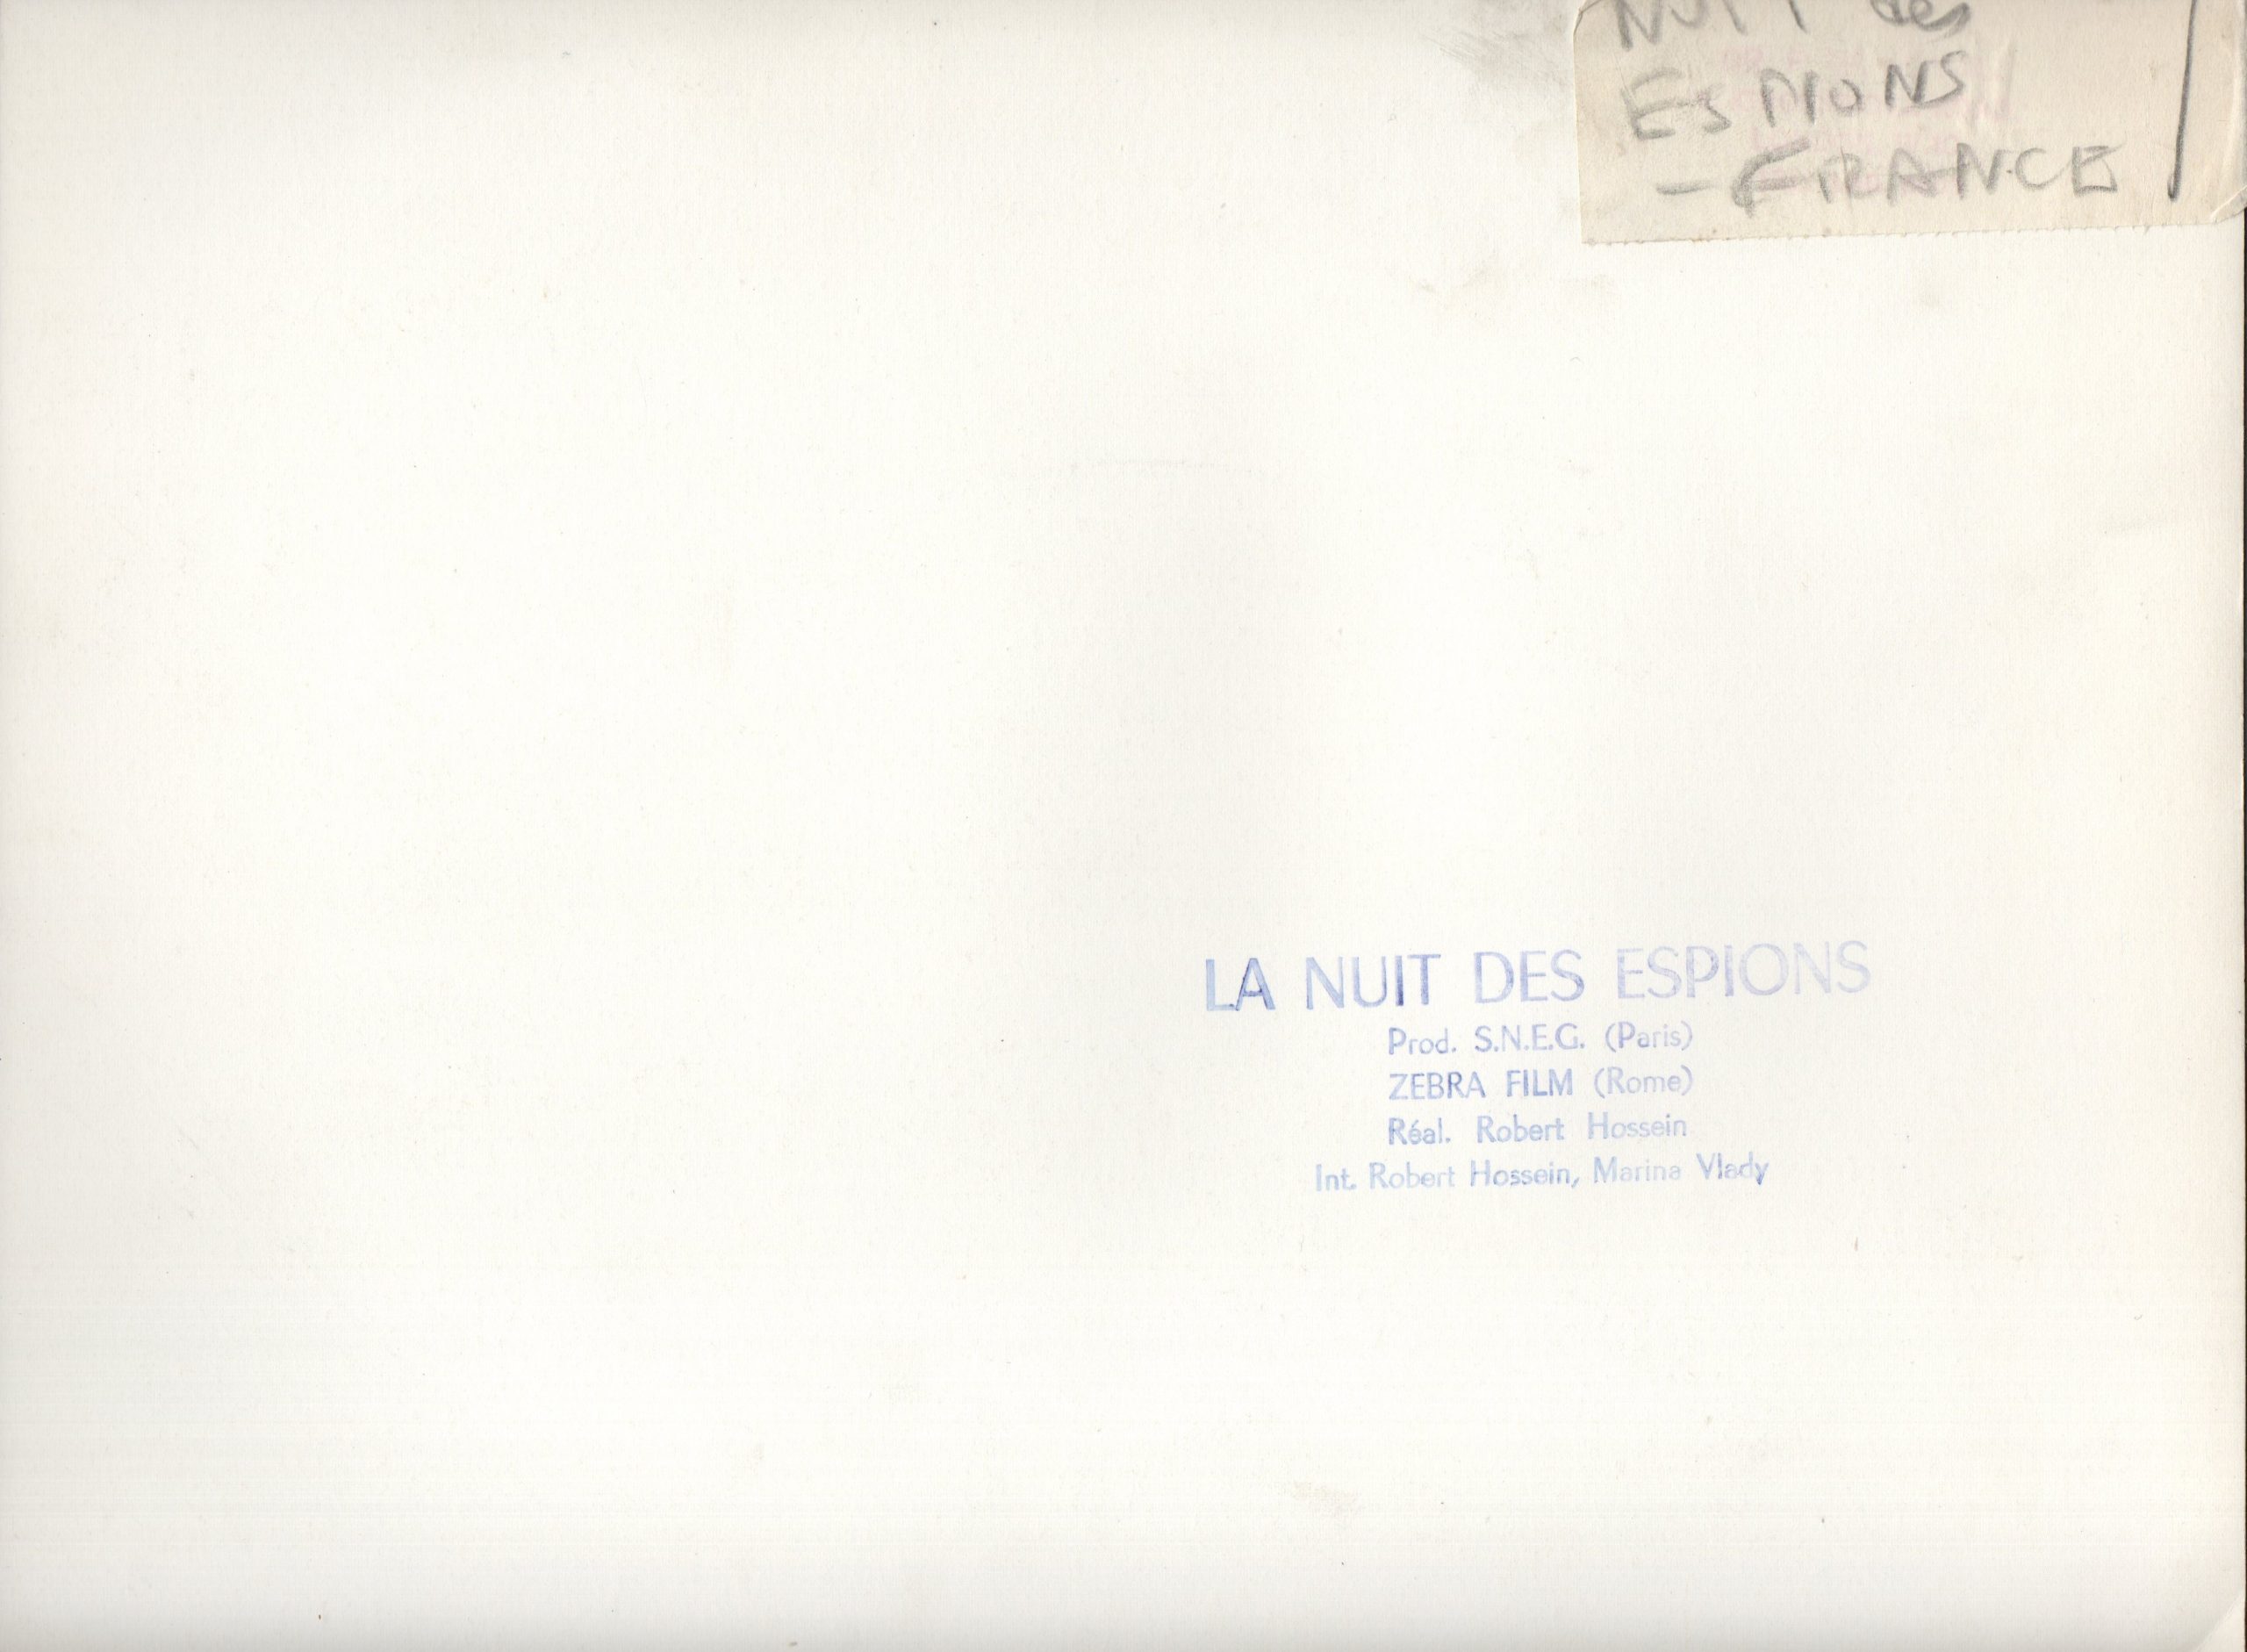 NUIT des
ESPIONS
- FRANCE
LA NUIT DES ESPIONS
Prod. S.N.E.G. (Paris)
ZEBRA FILM (Rome)
Réal. Robert Hossein
Int. Robert Hossein, Marina Vlady